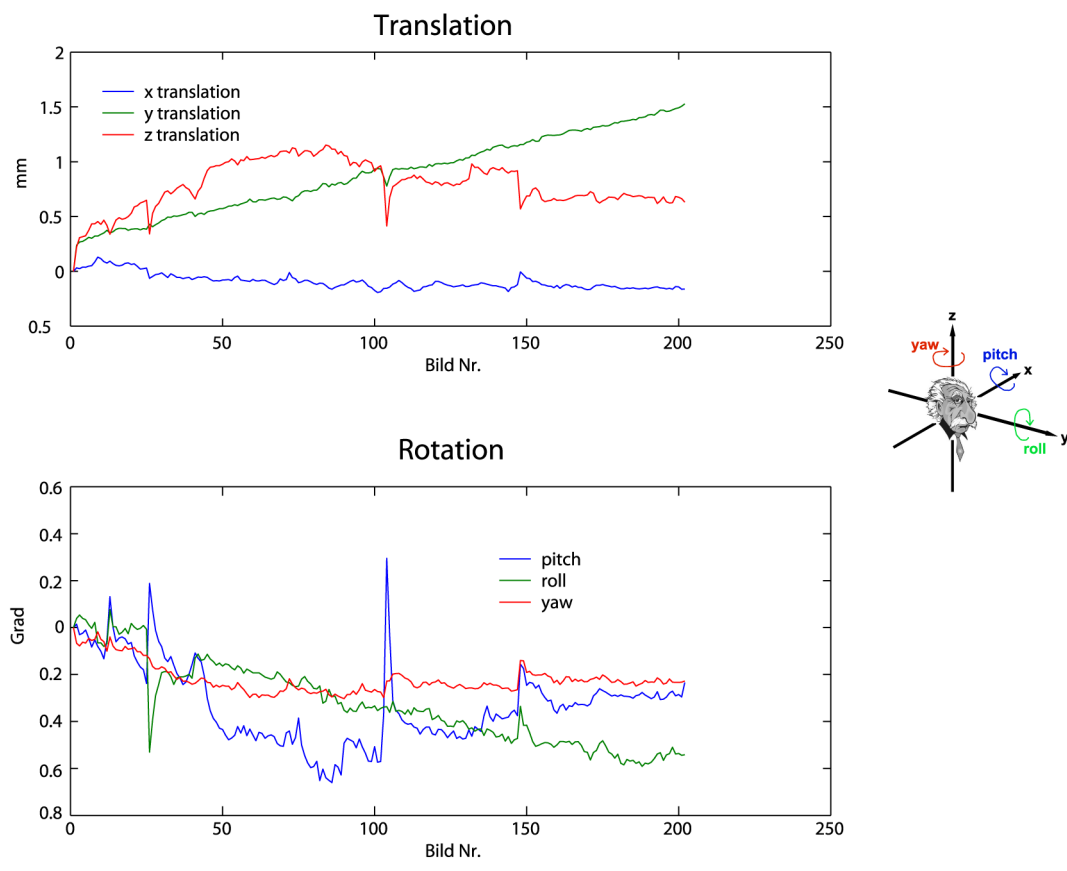 Translation
2
1.5
1
0.5
0
0.5
mm
x translation
y translation
z translation
0
50
100
150
200
250
Bild Nr.
z
yaw
pitch
x
y
roll
Rotation
0.6
0.4
0.2
0
0.2
0.4
0.6
0.8
Grad
pitch
roll
yaw
0
50
100
150
200
250
Bild Nr.